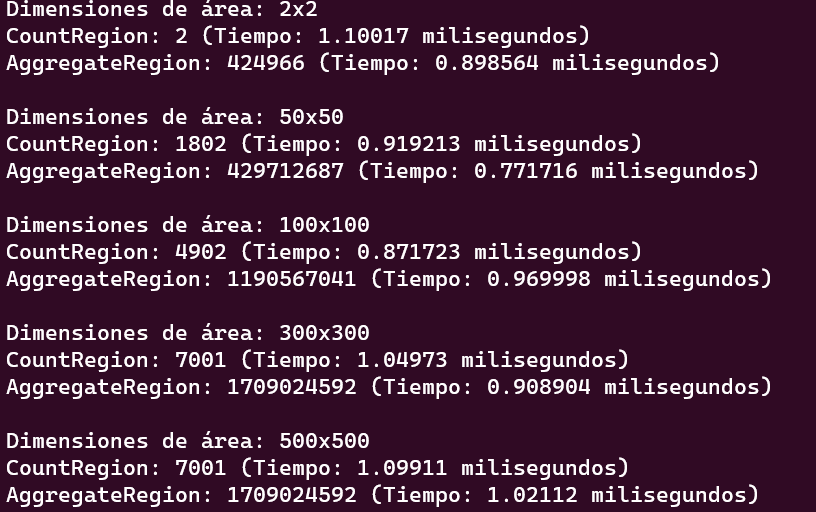 Dimensiones de área: 2x2
CountRegion: 2 (Tiempo: 1.10017 milisegundos)
AggregateRegion: 424966 (Tiempo: 0.898564 milisegundos)
Dimensiones de área: 50x50
CountRegion: 1802 (Tiempo: 0.919213 milisegundos)
AggregateRegion: 429712687 (Tiempo: 0.771716 milisegundos)
Dimensiones de área: 100x100
CountRegion: 4902 (Tiempo: 0.871723 milisegundos)
AggregateRegion: 1190567041 (Tiempo: 0.969998 milisegundos)
Dimensiones de área: 300x300
CountRegion: 7001 (Tiempo: 1.04973 milisegundos)
AggregateRegion: 1709024592 (Tiempo: 0.908904 milisegundos)
Dimensiones de área: 500x500
CountRegion: 7001 (Tiempo: 1.09911 milisegundos)
AggregateRegion: 1709024592 (Tiempo: 1.02112 milisegundos)